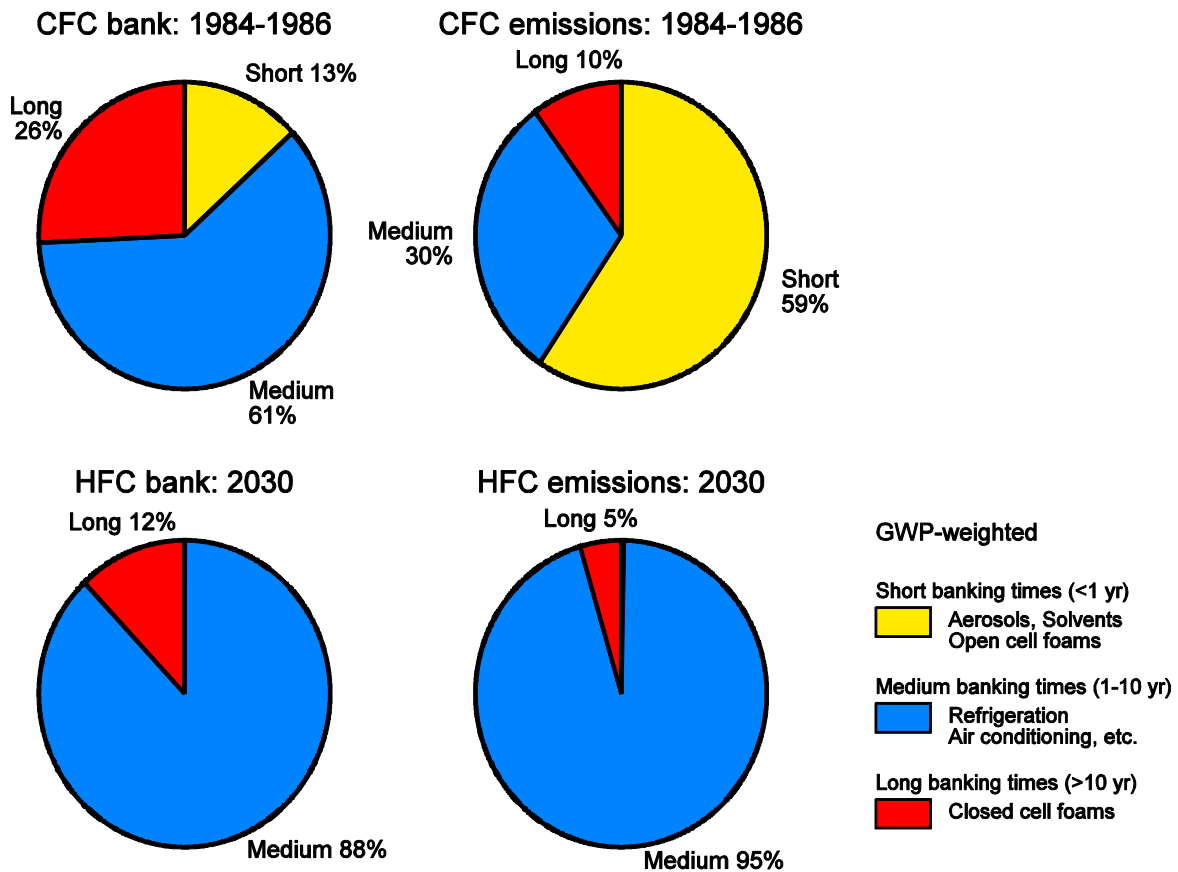 CFC bank: 1984-1986
Short 13%
Long
26%
Medium
61%
CFC emissions: 1984-1986
Long 10%
Medium
30%
Short
59%
HFC bank: 2030
Long 12%
Medium 88%
HFC emissions: 2030
Long 5%
Medium 95%
GWP-weighted
Short banking times (<1 yr)
Aerosols, Solvents
Open cell foams
Medium banking times (1-10 yr)
Refrigeration
Air conditioning, etc.
Long banking times (>10 yr)
Closed cell foams